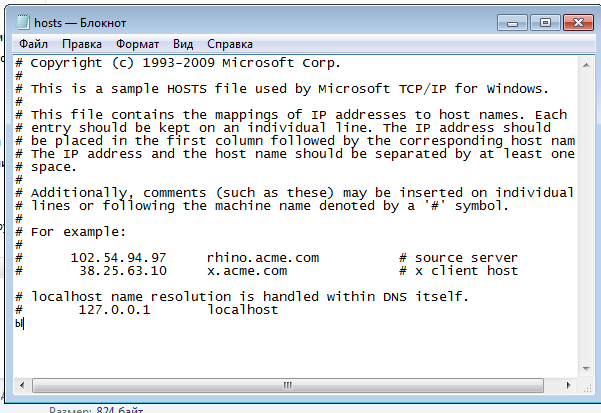 hosts — Блокнот
Файл Правка Формат Вид Справка
# Copyright (c) 1993-2009 Microsoft Corp.
#
# This is a sample HOSTS file used by Microsoft TCP/IP for Windows.
#
# This file contains the mappings of IP addresses to host names. Each
# entry should be kept on an individual line. The IP address should
# be placed in the first column followed by the corresponding host nam
# The IP address and the host name should be separated by at least one
# space.
#
# Additionally, comments (such as these) may be inserted on individual
# lines or following the machine name denoted by a '#' symbol.
#
# For example:
#
# 102.54.94.97 rhino.acme.com # source server
# 38.25.63.10 x.acme.com # x client host

# localhost name resolution is handled within DNS itself.
# 127.0.0.1 localhost
ы
Размер: 824 байт